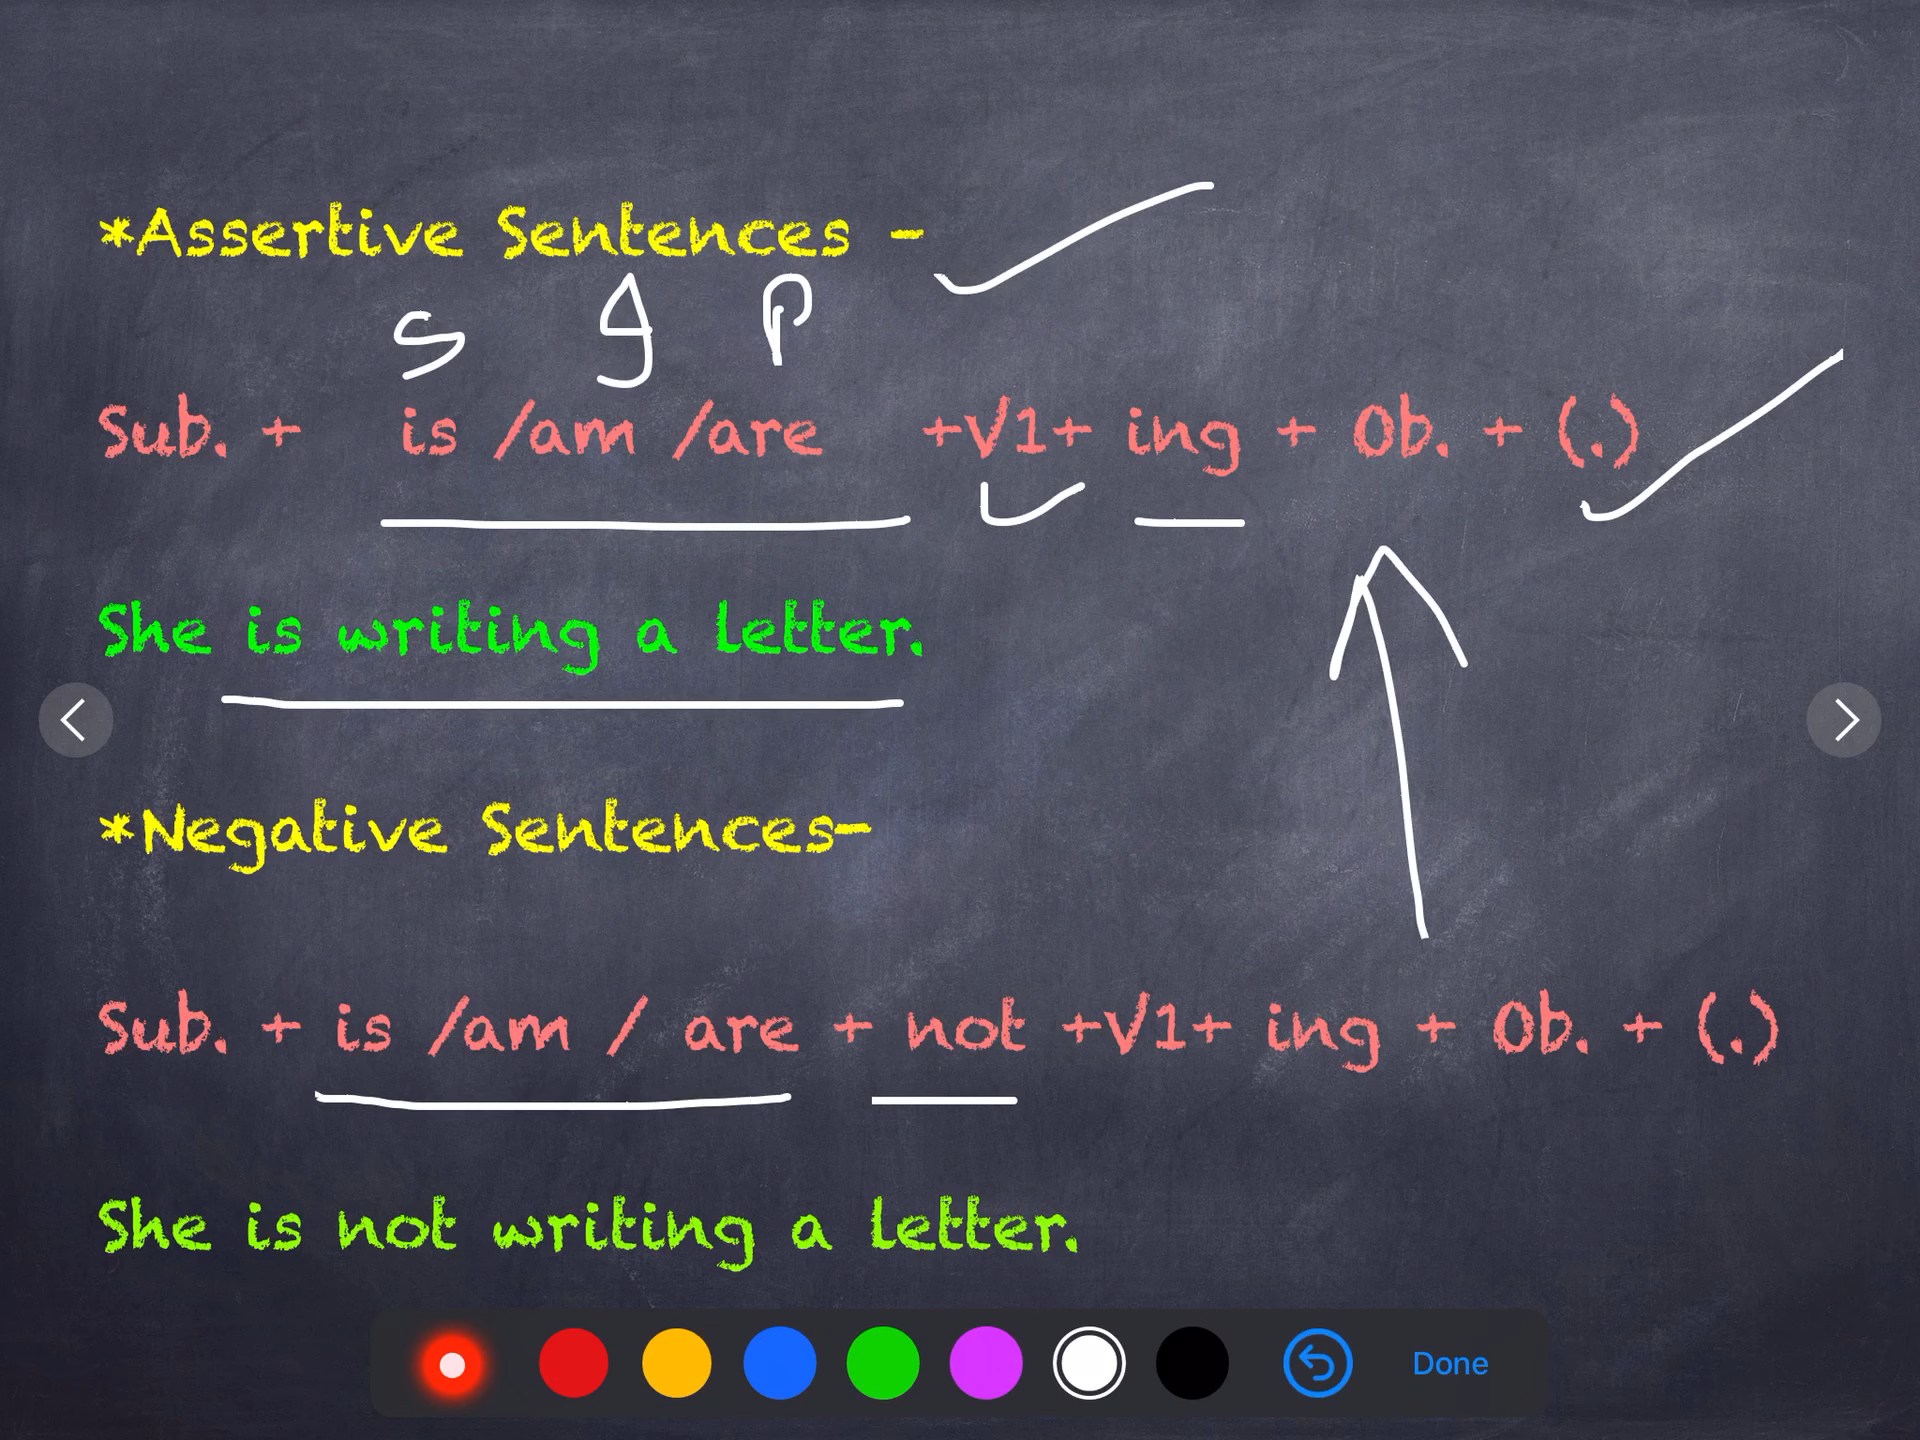 *Assertive Sentences -
S g P
Sub. + is /am /are +V1+ ing + Ob. + (.)
She is writing a letter.
*Negative Sentences-
Sub. + is /am / are + not +V1+ ing + Ob. + (.)
She is not writing a letter.
Done